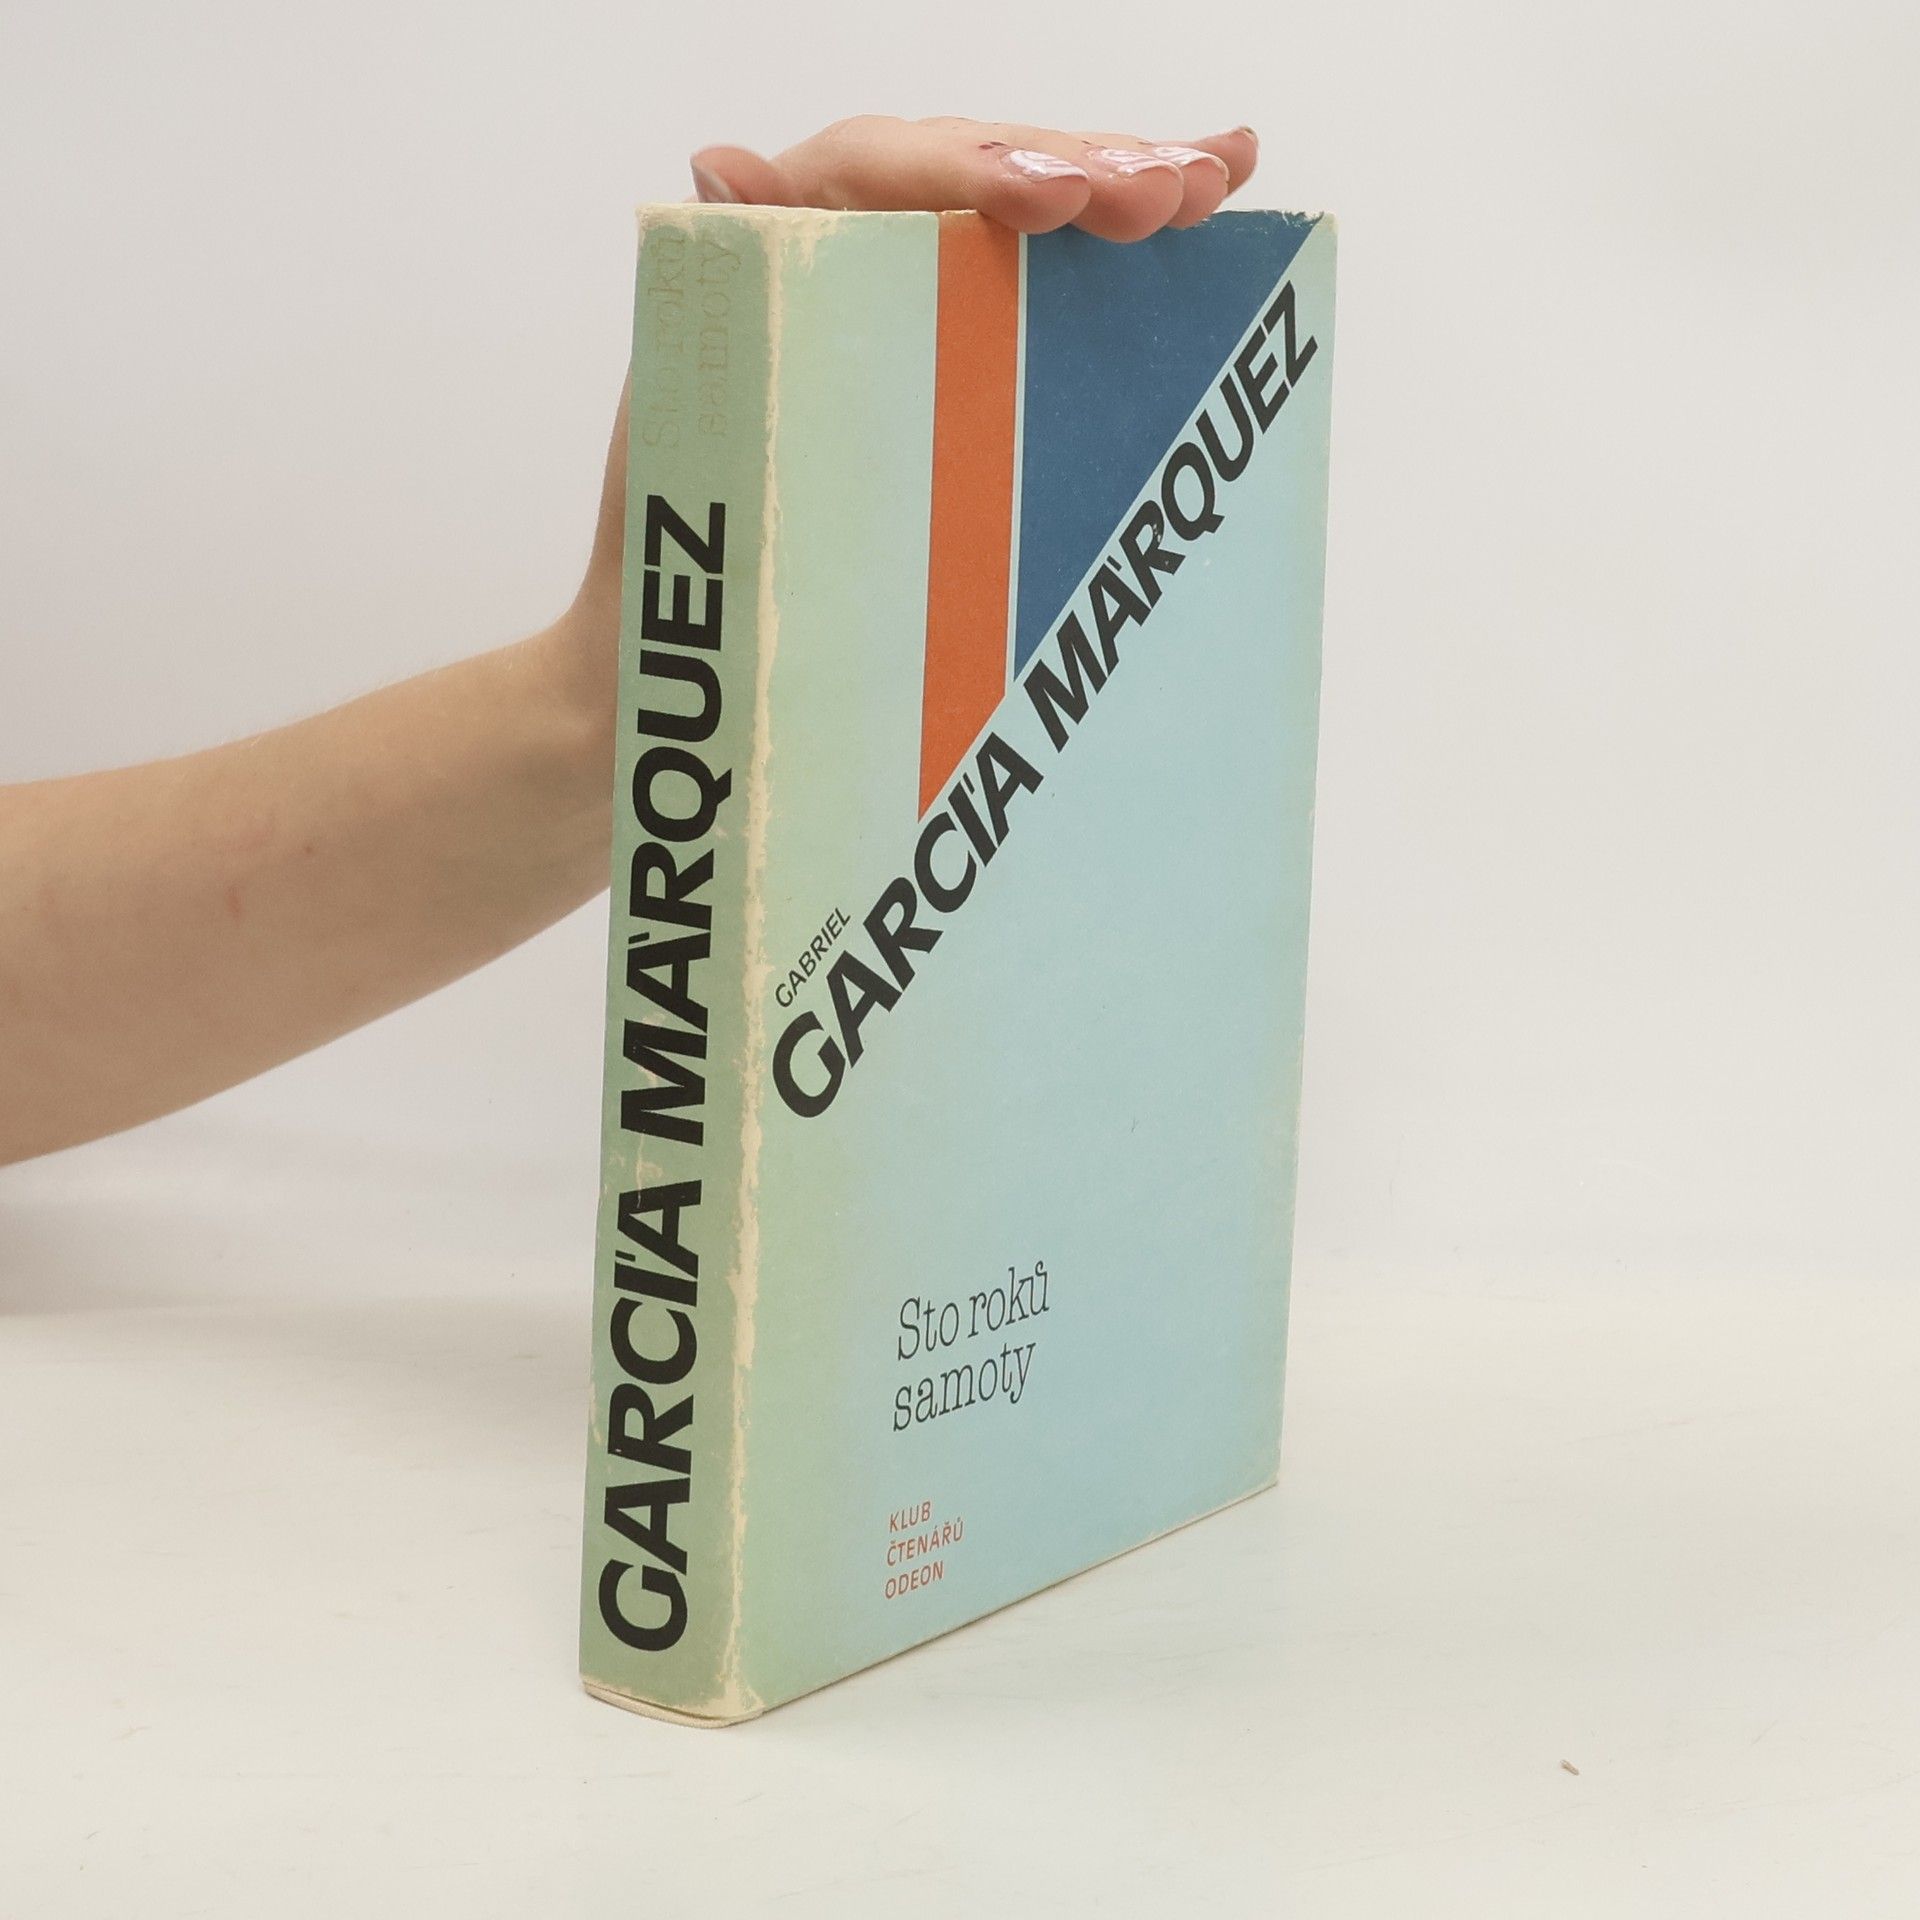 Sto roků
samoty
GARCÍA MÁRQUEZ
GABRIEL
GARCÍA MÁRQUEZ
Sto roků
samoty
KLUB
ČTENÁŘŮ
ODEON